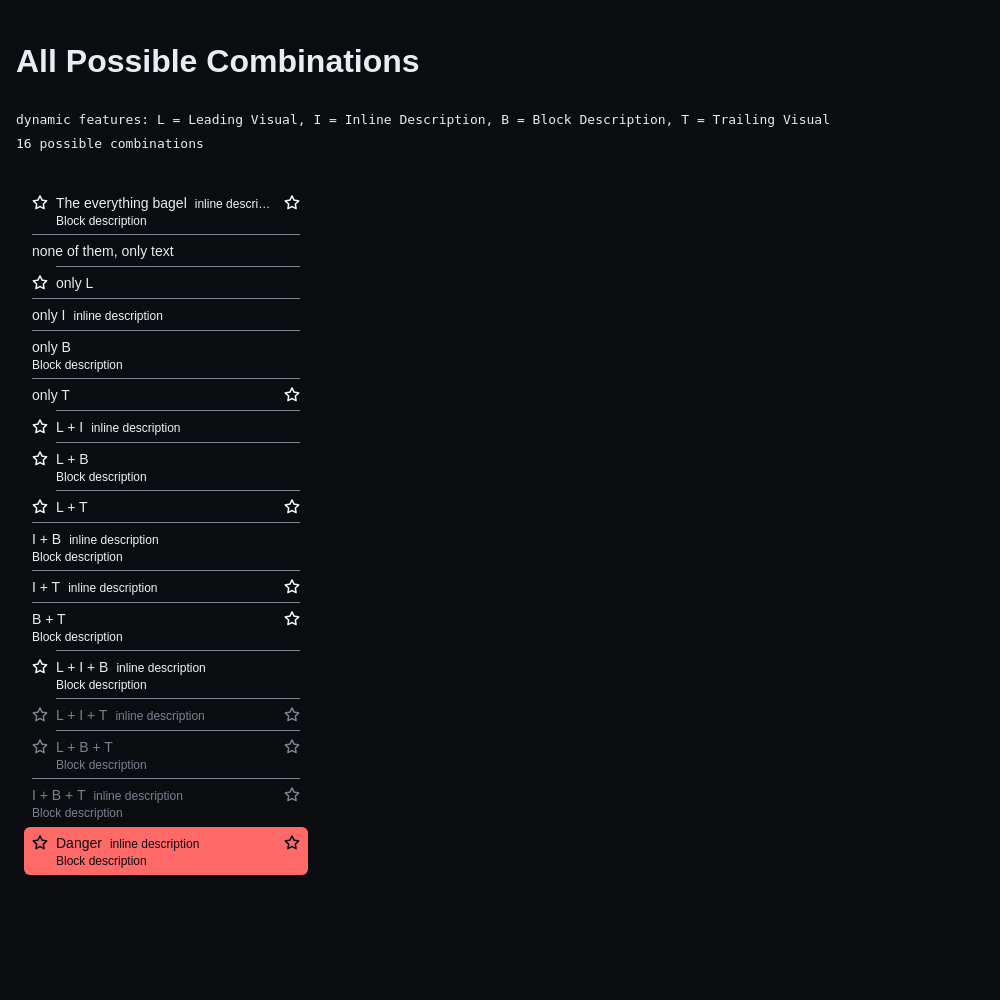 All Possible Combinations
dynamic features: L = Leading Visual, I = Inline Description, B = Block Description, T = Trailing Visual
16 possible combinations
The everything bagel inline descri…
Block description
none of them, only text
only L
only I inline description
only B
Block description
only T
L + I inline description
L + B
Block description
L + T
I + B inline description
Block description
I + T inline description
B + T
Block description
L + I + B inline description
Block description
L + I + T inline description
L + B + T
Block description
I + B + T inline description
Block description
Danger inline description
Block description